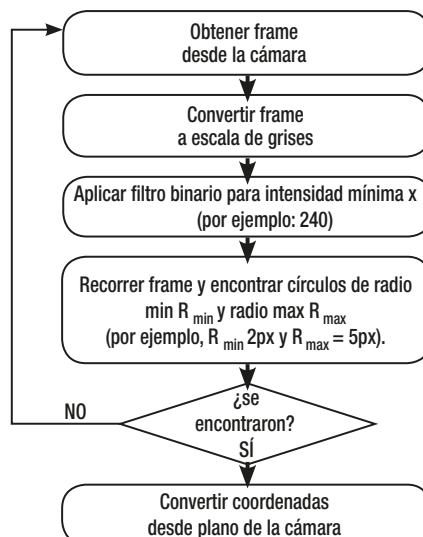 Obtener frame
desde la cámara
Convertir frame
a escala de grises
Aplicar filtro binario para intensidad mínima x
(por ejemplo: 240)
Recorrer frame y encontrar círculos de radio
min R min y radio max R max
(por ejemplo, R min 2px y R max = 5px).
¿se
NO
encontraron?
SÍ
Convertir coordenadas
desde plano de la cámara